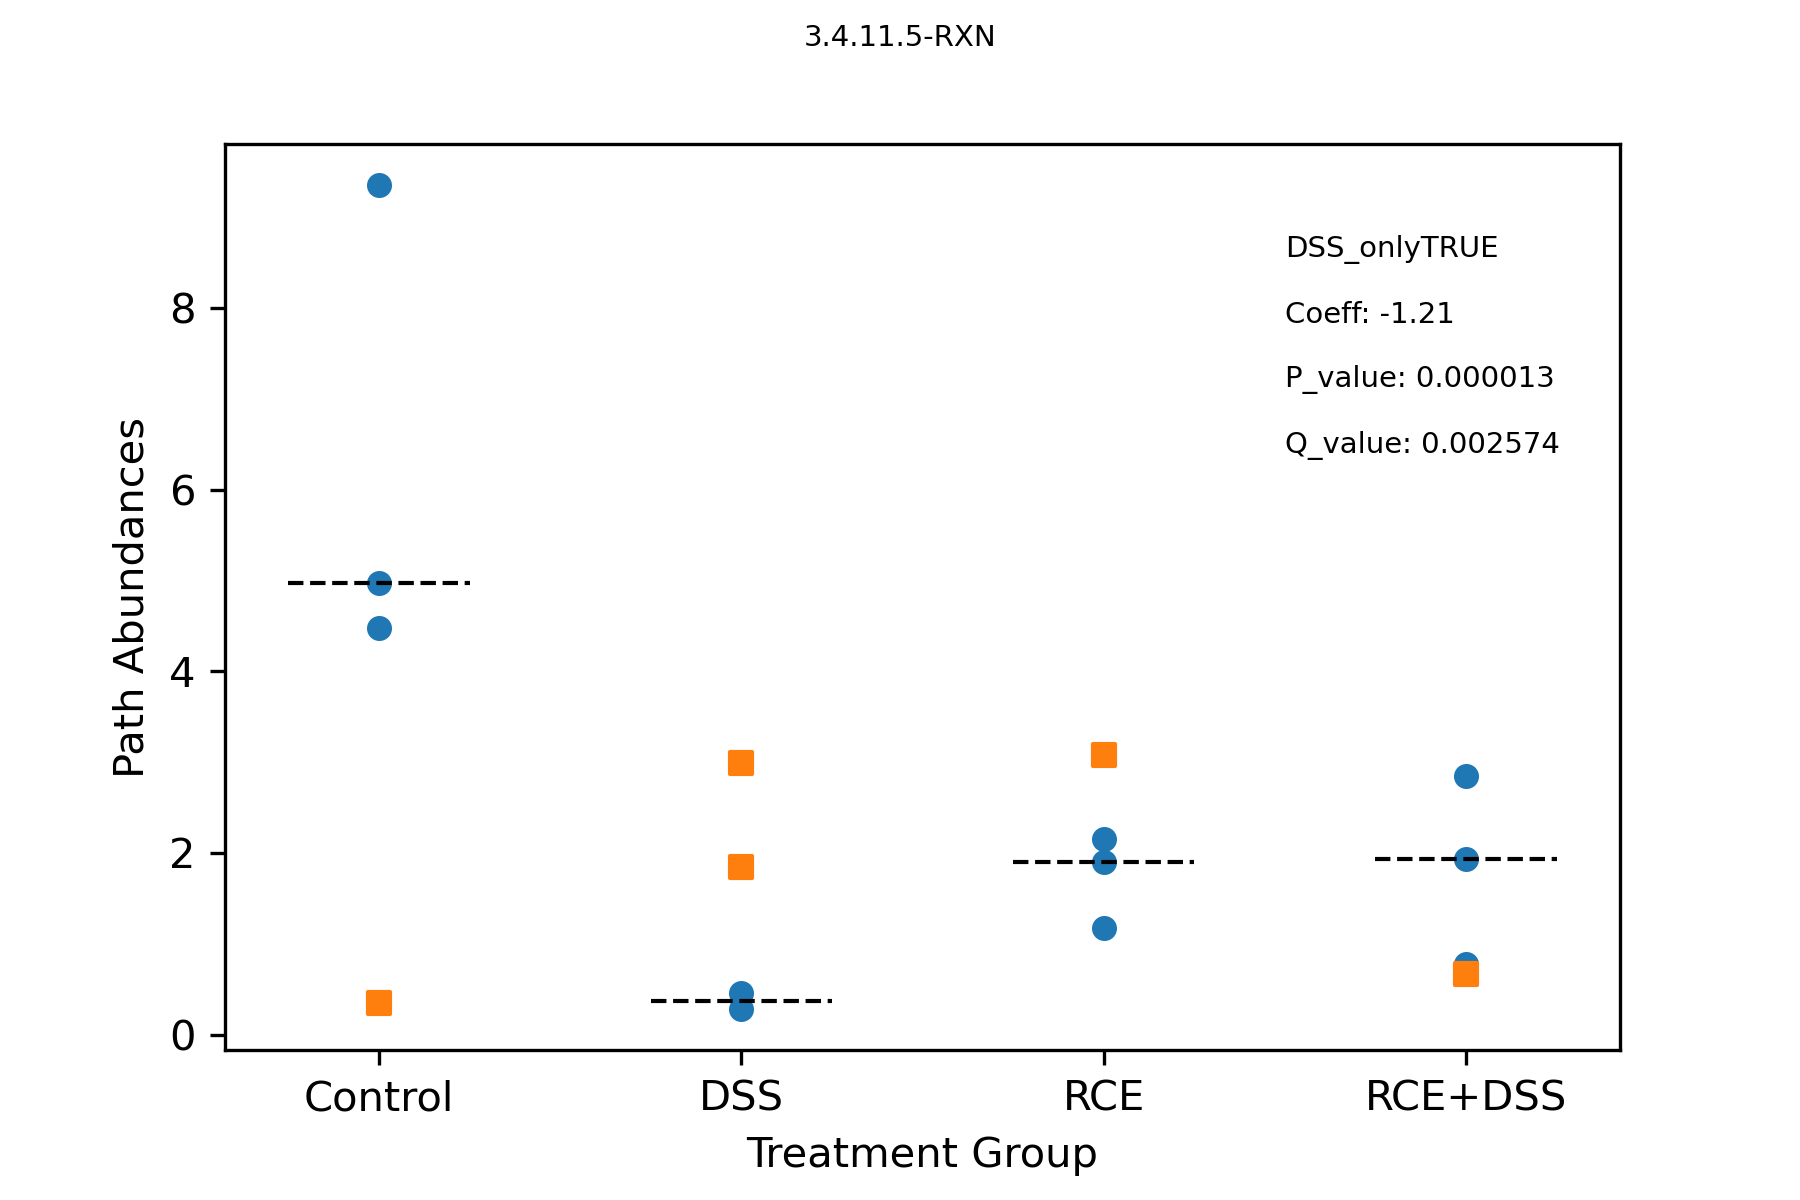 3.4.11.5-RXN
DSS_onlyTRUE
Coeff: -1.21
P_value: 0.000013
Q_value: 0.002574
Path Abundances
8
6
4
2
0
Control
DSS
RCE
RCE+DSS
Treatment Group